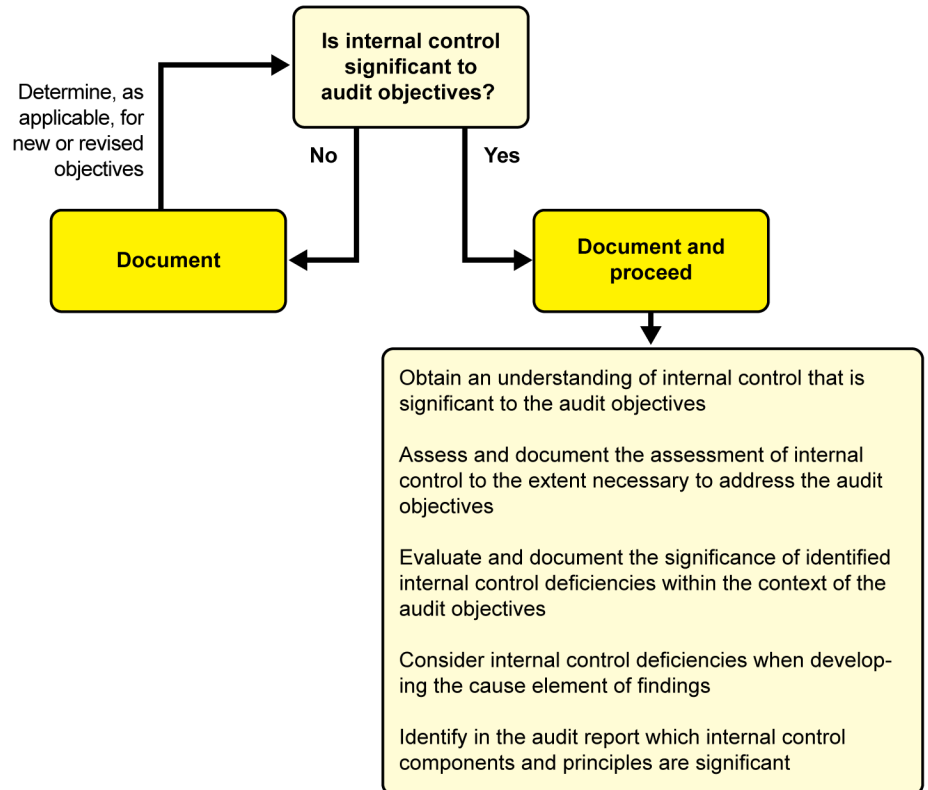 Is internal control
significant to
audit objectives?
Determine, as
applicable, for
new or revised
objectives
No
Yes
Document
Document and
proceed
Obtain an understanding of internal control that is
significant to the audit objectives
Assess and document the assessment of internal
control to the extent necessary to address the audit
objectives
Evaluate and document the significance of identified
internal control deficiencies within the context of the
audit objectives
Consider internal control deficiencies when develop-
ing the cause element of findings
Identify in the audit report which internal control
components and principles are significant